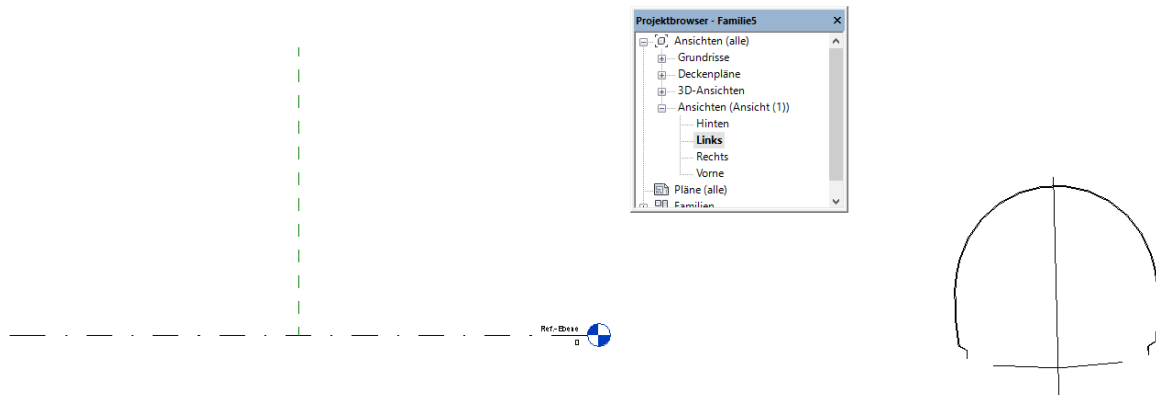 Projektbrowser - Familie5
Ansichten (alle)
Grundrisse
Deckenpläne
3D-Ansichten
Ansichten (Ansicht (1))
Hinten
Links
Rechts
Vorne
Pläne (alle)
Familien
Ref.-Ebene
0